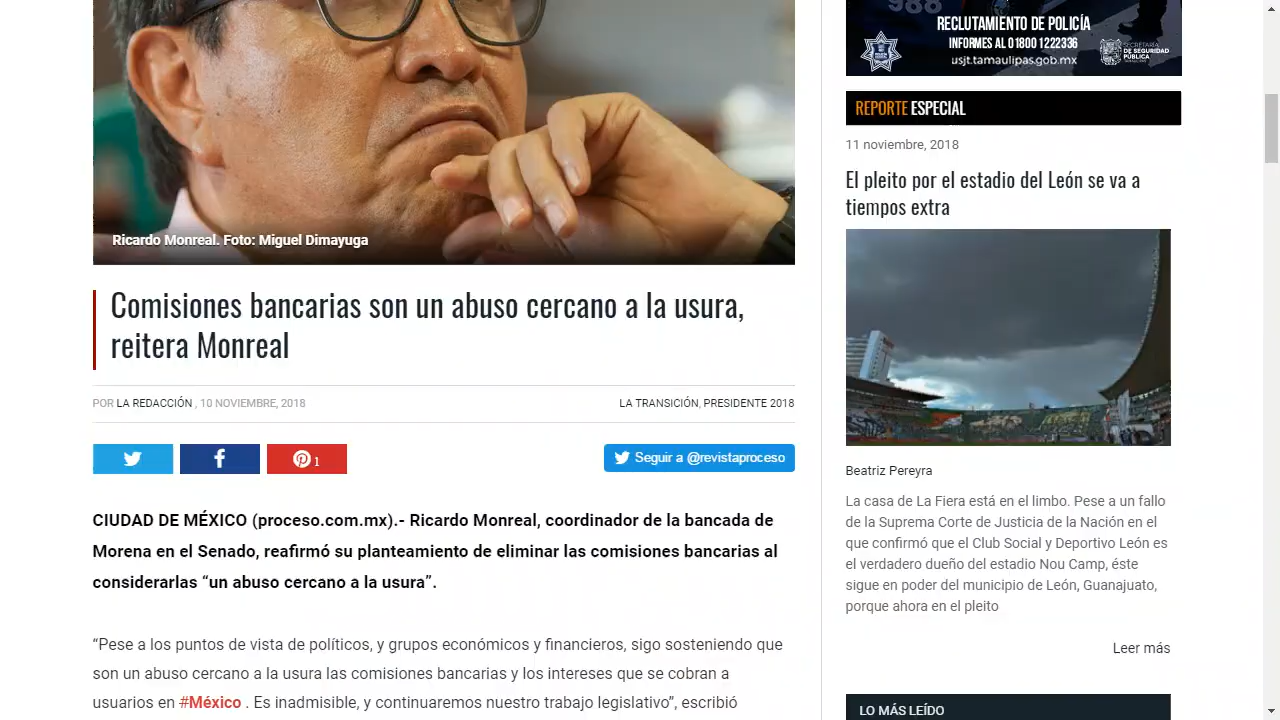 Ricardo Monreal. Foto: Miguel Dimayuga
Comisiones bancarias son un abuso cercano a la usura,
reitera Monreal
POR LA REDACCIÓN , 10 NOVIEMBRE, 2018
LA TRANSICIÓN, PRESIDENTE 2018
1
Seguir a @revistaproceso
CIUDAD DE MÉXICO (proceso.com.mx).- Ricardo Monreal, coordinador de la bancada de
Morena en el Senado, reafirmó su planteamiento de eliminar las comisiones bancarias al
considerarlas “un abuso cercano a la usura”.
“Pese a los puntos de vista de políticos, y grupos económicos y financieros, sigo sosteniendo que
son un abuso cercano a la usura las comisiones bancarias y los intereses que se cobran a
usuarios en #México . Es inadmisible, y continuaremos nuestro trabajo legislativo”, escribió
988
RECLUTAMIENTO DE POLICÍA
INFORMES AL 01800 1222336
usjt.tamaulipas.gob.mx
SECRETARÍA
DE SEGURIDAD
PÚBLICA
REPORTE ESPECIAL
11 noviembre, 2018
El pleito por el estadio del León se va a
tiempos extra
Beatriz Pereyra
La casa de La Fiera está en el limbo. Pese a un fallo
de la Suprema Corte de Justicia de la Nación en el
que confirmó que el Club Social y Deportivo León es
el verdadero dueño del estadio Nou Camp, éste
sigue en poder del municipio de León, Guanajuato,
porque ahora en el pleito
Leer más
LO MÁS LEÍDO